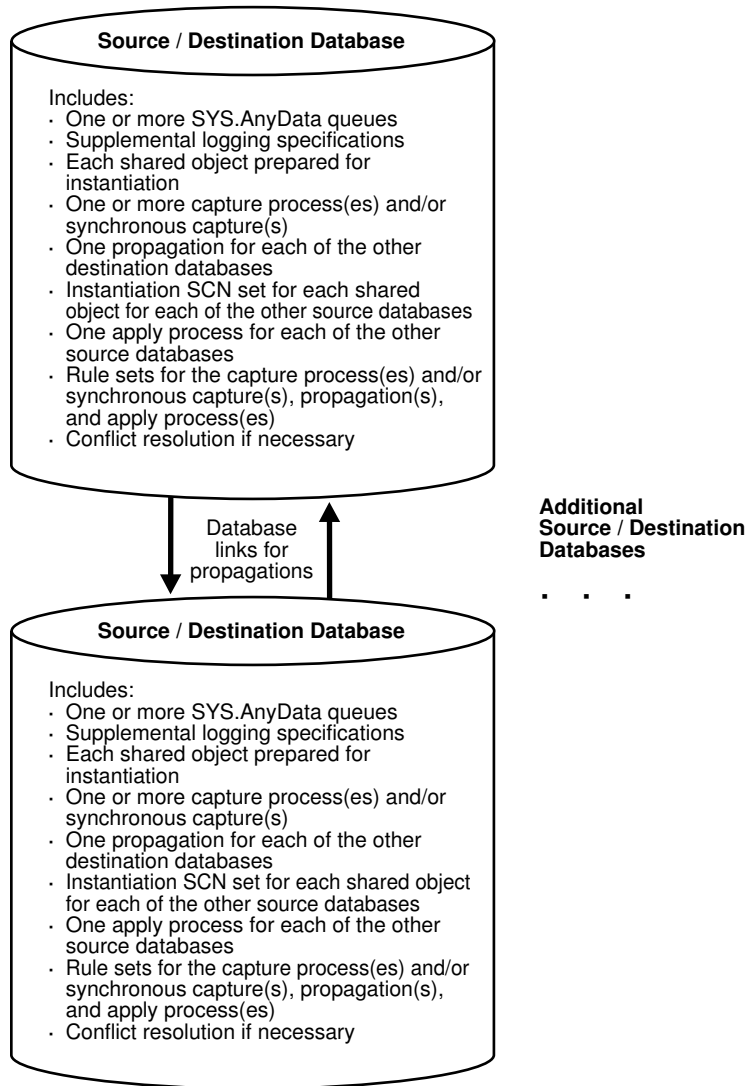 Source / Destination Database
Includes:
· One or more SYS.AnyData queues
· Supplemental logging specifications
· Each shared object prepared for
instantiation
· One or more capture process(es) and/or
synchronous capture(s)
· One propagation for each of the other
destination databases
· Instantiation SCN set for each shared
object for each of the other source databases
· One apply process for each of the other
source databases
· Rule sets for the capture process(es) and/or
synchronous capture(s), propagation(s),
and apply process(es)
· Conflict resolution if necessary
Database
links for
propagations
Additional
Source / Destination
Databases
. . .
Source / Destination Database
Includes:
· One or more SYS.AnyData queues
· Supplemental logging specifications
· Each shared object prepared for
instantiation
· One or more capture process(es) and/or
synchronous capture(s)
· One propagation for each of the other
destination databases
· Instantiation SCN set for each shared object
for each of the other source databases
· One apply process for each of the other
source databases
· Rule sets for the capture process(es) and/or
synchronous capture(s), propagation(s),
and apply process(es)
· Conflict resolution if necessary